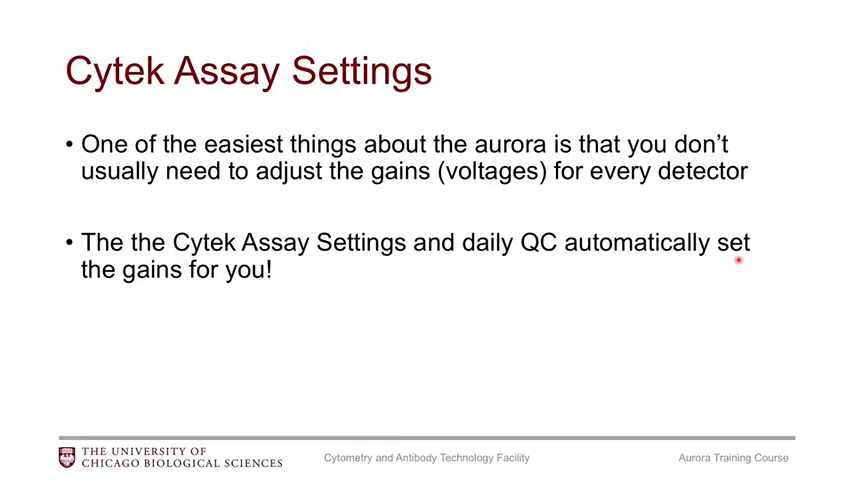 Cytek Assay Settings
• One of the easiest things about the aurora is that you don’t
usually need to adjust the gains (voltages) for every detector
• The the Cytek Assay Settings and daily QC automatically set
the gains for you!
THE UNIVERSITY OF
CHICAGO BIOLOGICAL SCIENCES
Cytometry and Antibody Technology Facility
Aurora Training Course